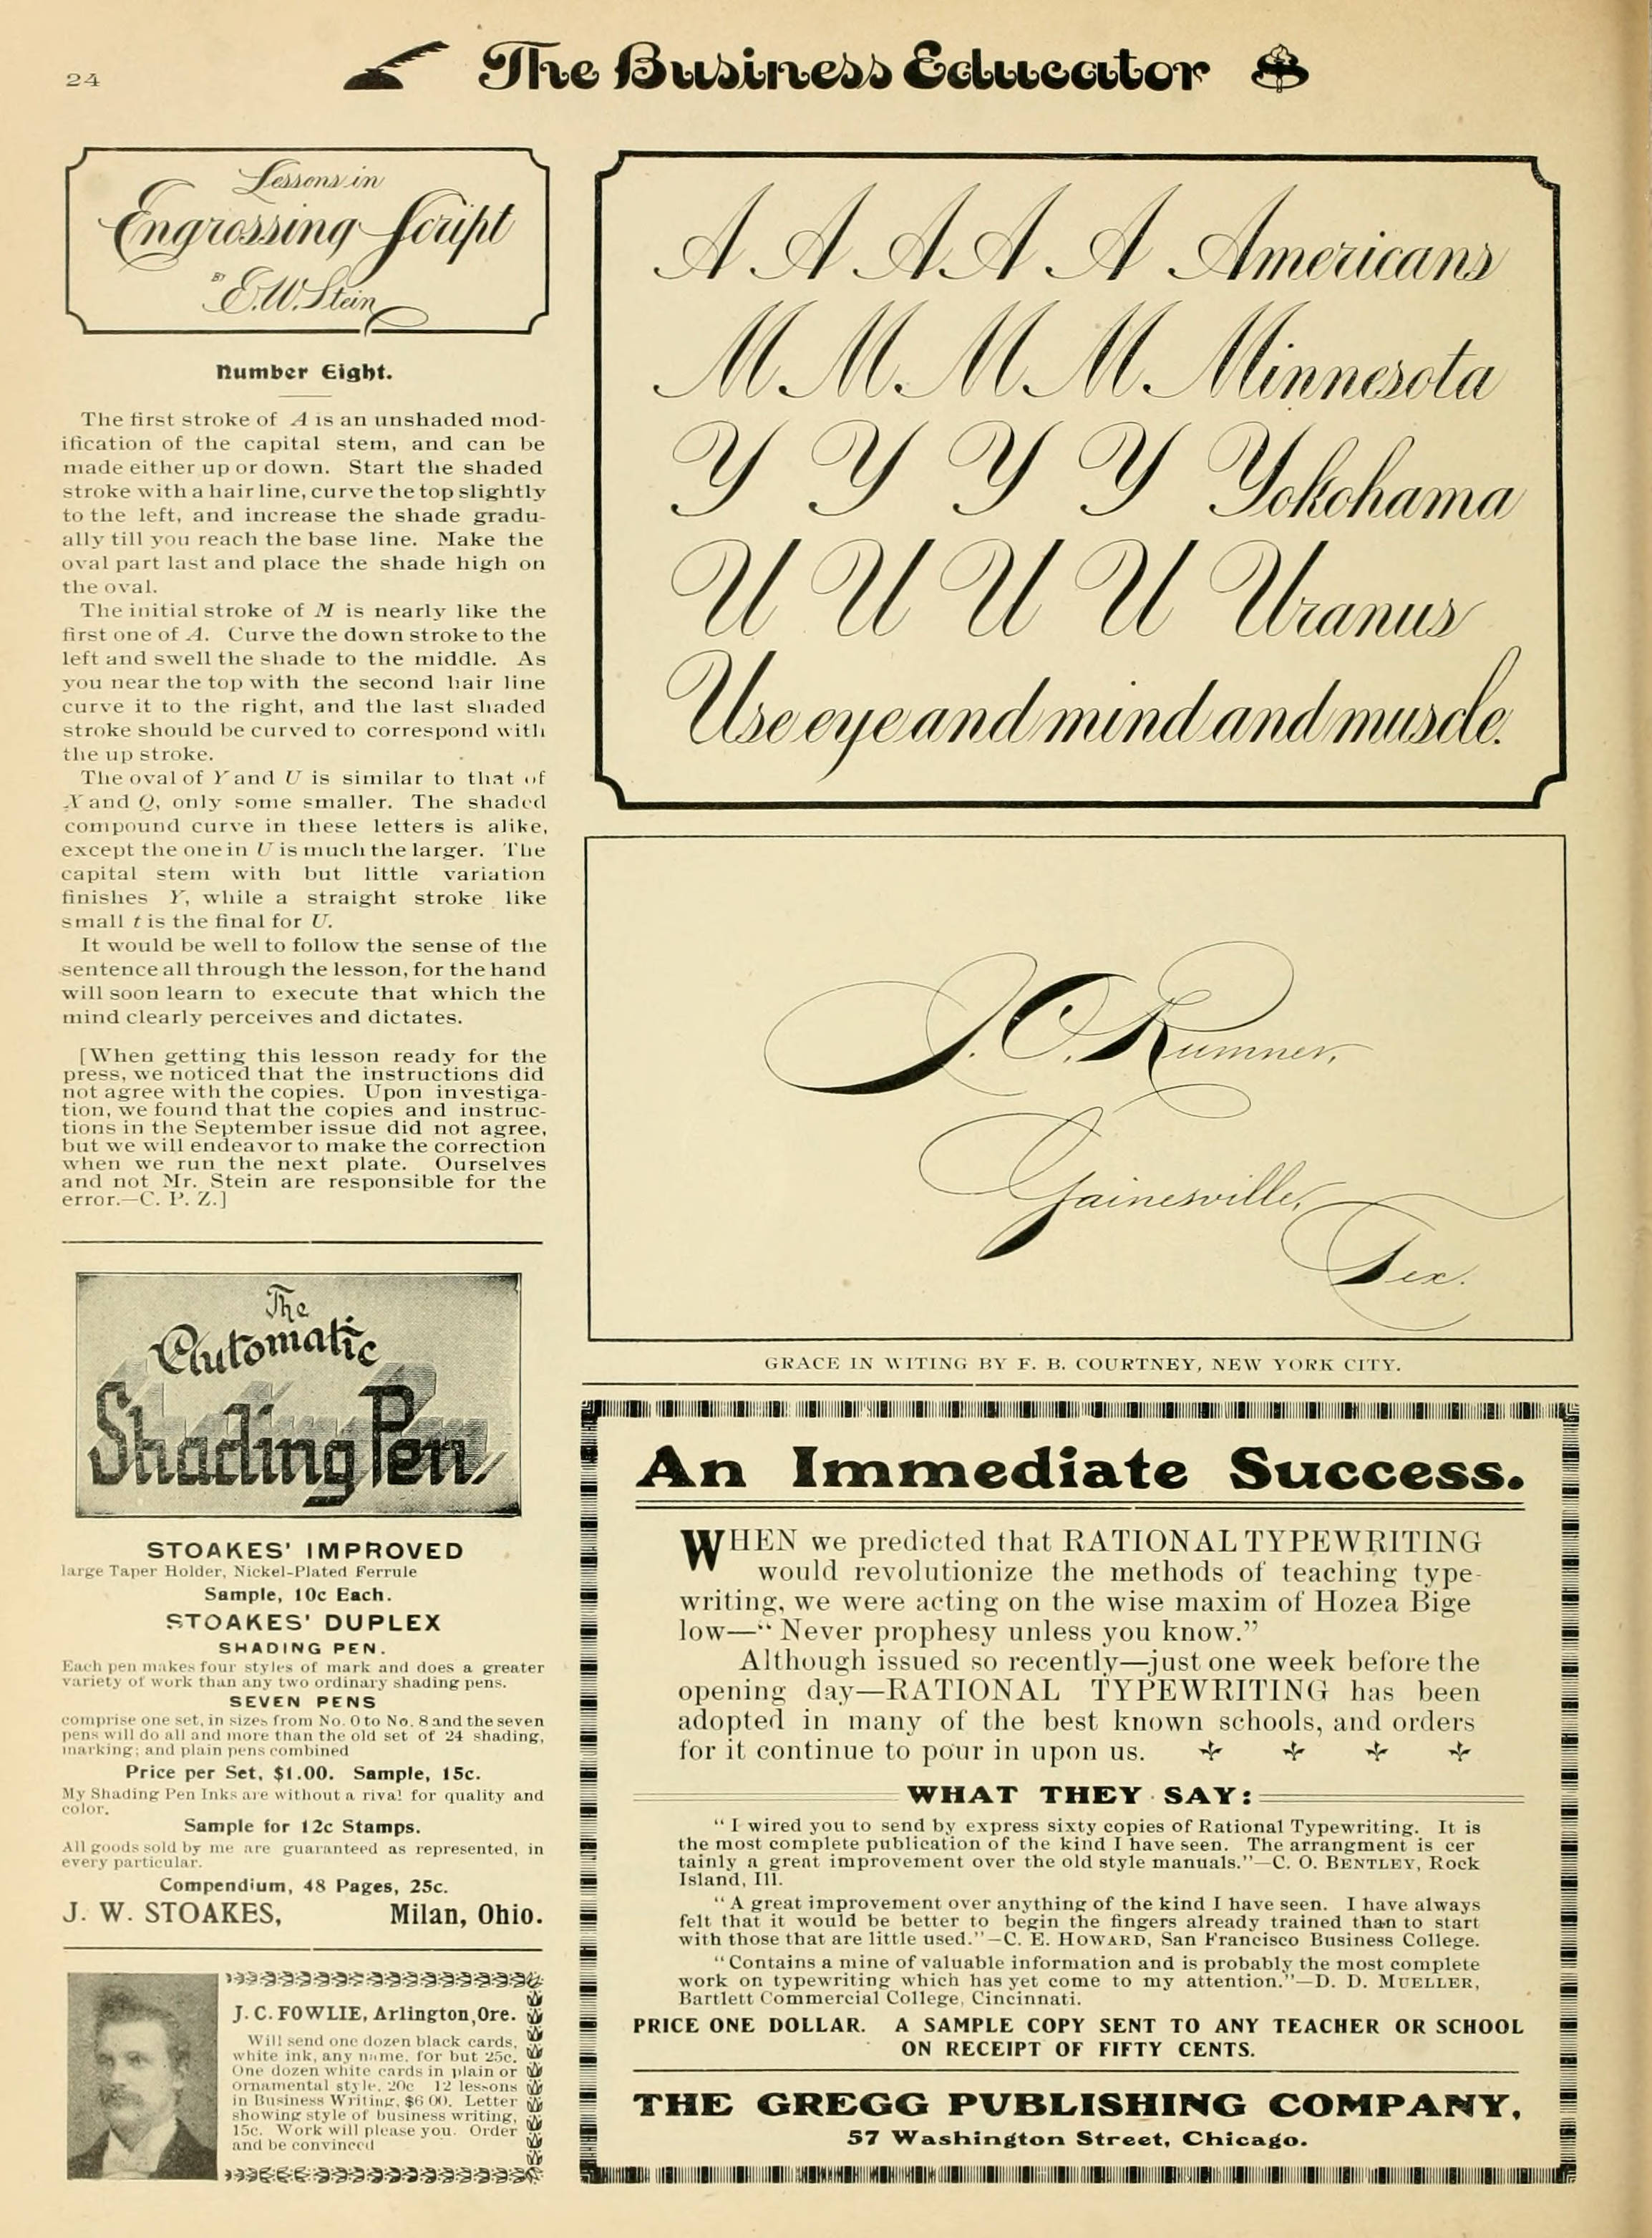 24
The Business Educator
Lessons in
Engrossing Script
BY
E. W. Stein
Number Eight.
The first stroke of A is an unshaded mod-
ification of the capital stem, and can be
made either up or down. Start the shaded
stroke with a hair line, curve the top slightly
to the left, and increase the shade gradu-
ally till you reach the base line. Make the
oval part last and place the shade high on
the oval.
The initial stroke of M is nearly like the
first one of A. Curve the down stroke to the
left and swell the shade to the middle. As
you near the top with the second hair line
curve it to the right, and the last shaded
stroke should be curved to correspond with
the up stroke.
The oval of Y and U is similar to that of
X and Q, only some smaller. The shaded
compound curve in these letters is alike,
except the one in U is much the larger. The
capital stem with but little variation
finishes Y, while a straight stroke like
small t is the final for U.
It would be well to follow the sense of the
sentence all through the lesson, for the hand
will soon learn to execute that which the
mind clearly perceives and dictates.
[When getting this lesson ready for the
press, we noticed that the instructions did
not agree with the copies. Upon investiga-
tion, we found that the copies and instruc-
tions in the September issue did not agree,
but we will endeavor to make the correction
when we run the next plate. Ourselves
and not Mr. Stein are responsible for the
error.—C. P. Z.]
The
Automatic
Shading Pen
STOAKES' IMPROVED
large Taper Holder, Nickel-Plated Ferrule
Sample, 10c Each.
STOAKES' DUPLEX
SHADING PEN.
Each pen makes four styles of mark and does a greater
variety of work than any two ordinary shading pens.
SEVEN PENS
comprise one set, in sizes from No. 0 to No. 8 and the seven
pens will do all and more than the old set of 24 shading,
marking; and plain pens combined
Price per Set, $1.00. Sample, 15c.
My Shading Pen Inks are without a rival for quality and
color.
Sample for 12c Stamps.
All goods sold by me are guaranteed as represented, in
every particular.
Compendium, 48 Pages, 25c.
J. W. STOAKES, Milan, Ohio.
J. C. FOWLIE, Arlington, Ore.
Will send one dozen black cards,
white ink, any name, for but 25c.
One dozen white cards in plain or
ornamental style, 20c 12 lessons
in Business Writing, $6 00. Letter
showing style of business writing,
15c. Work will please you. Order
and be convinced
A A A A A Americans
M M M M Minnesota
Y Y Y Y Yokohama
U U U U Uranus
Use eye and mind and muscle.
J. O. Rumner,
Gainesville,
Tex.
GRACE IN WITING BY F. B. COURTNEY, NEW YORK CITY.
An Immediate Success.
WHEN we predicted that RATIONAL TYPEWRITING
would revolutionize the methods of teaching type-
writing, we were acting on the wise maxim of Hozea Bige
low—“Never prophesy unless you know.”
Although issued so recently—just one week before the
opening day—RATIONAL TYPEWRITING has been
adopted in many of the best known schools, and orders
for it continue to pour in upon us.
WHAT THEY SAY:
“I wired you to send by express sixty copies of Rational Typewriting. It is
the most complete publication of the kind I have seen. The arrangment is cer
tainly a great improvement over the old style manuals.”—C. O. BENTLEY, Rock
Island, Ill.
“A great improvement over anything of the kind I have seen. I have always
felt that it would be better to begin the fingers already trained than to start
with those that are little used.”—C. E. HOWARD, San Francisco Business College.
“Contains a mine of valuable information and is probably the most complete
work on typewriting which has yet come to my attention.”—D. D. MUELLER,
Bartlett Commercial College, Cincinnati.
PRICE ONE DOLLAR. A SAMPLE COPY SENT TO ANY TEACHER OR SCHOOL
ON RECEIPT OF FIFTY CENTS.
THE GREGG PUBLISHING COMPANY,
57 Washington Street, Chicago.